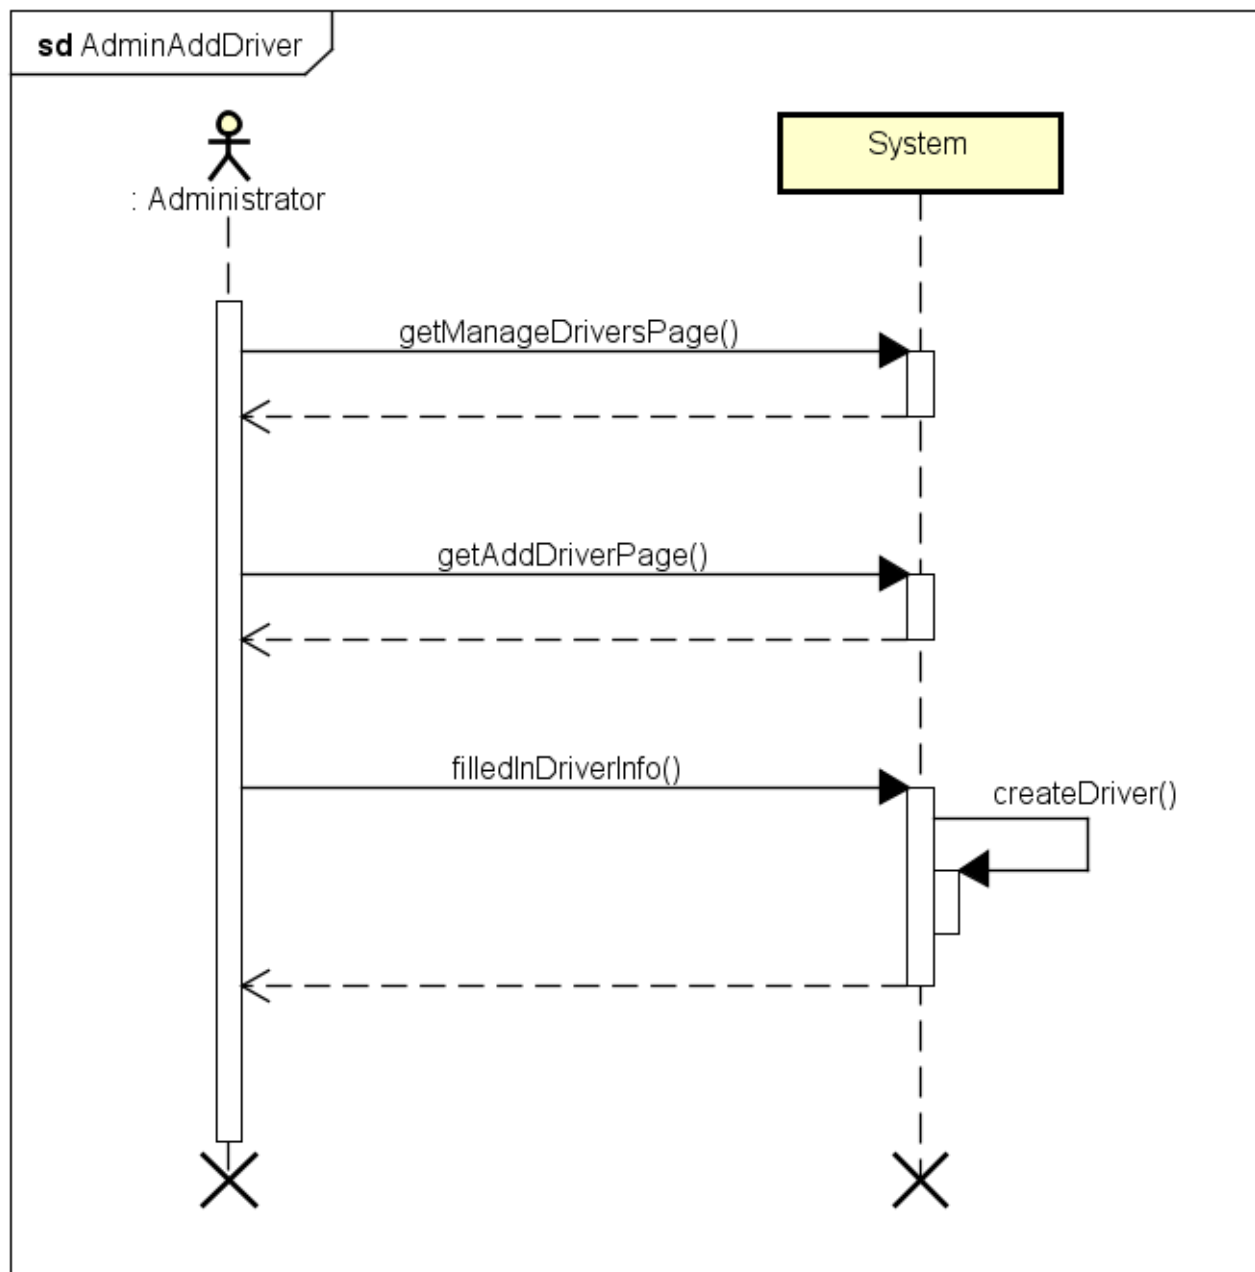 sd AdminAddDriver
: Administrator
System
getManageDriversPage()
getAddDriverPage()
filledInDriverInfo()
createDriver()